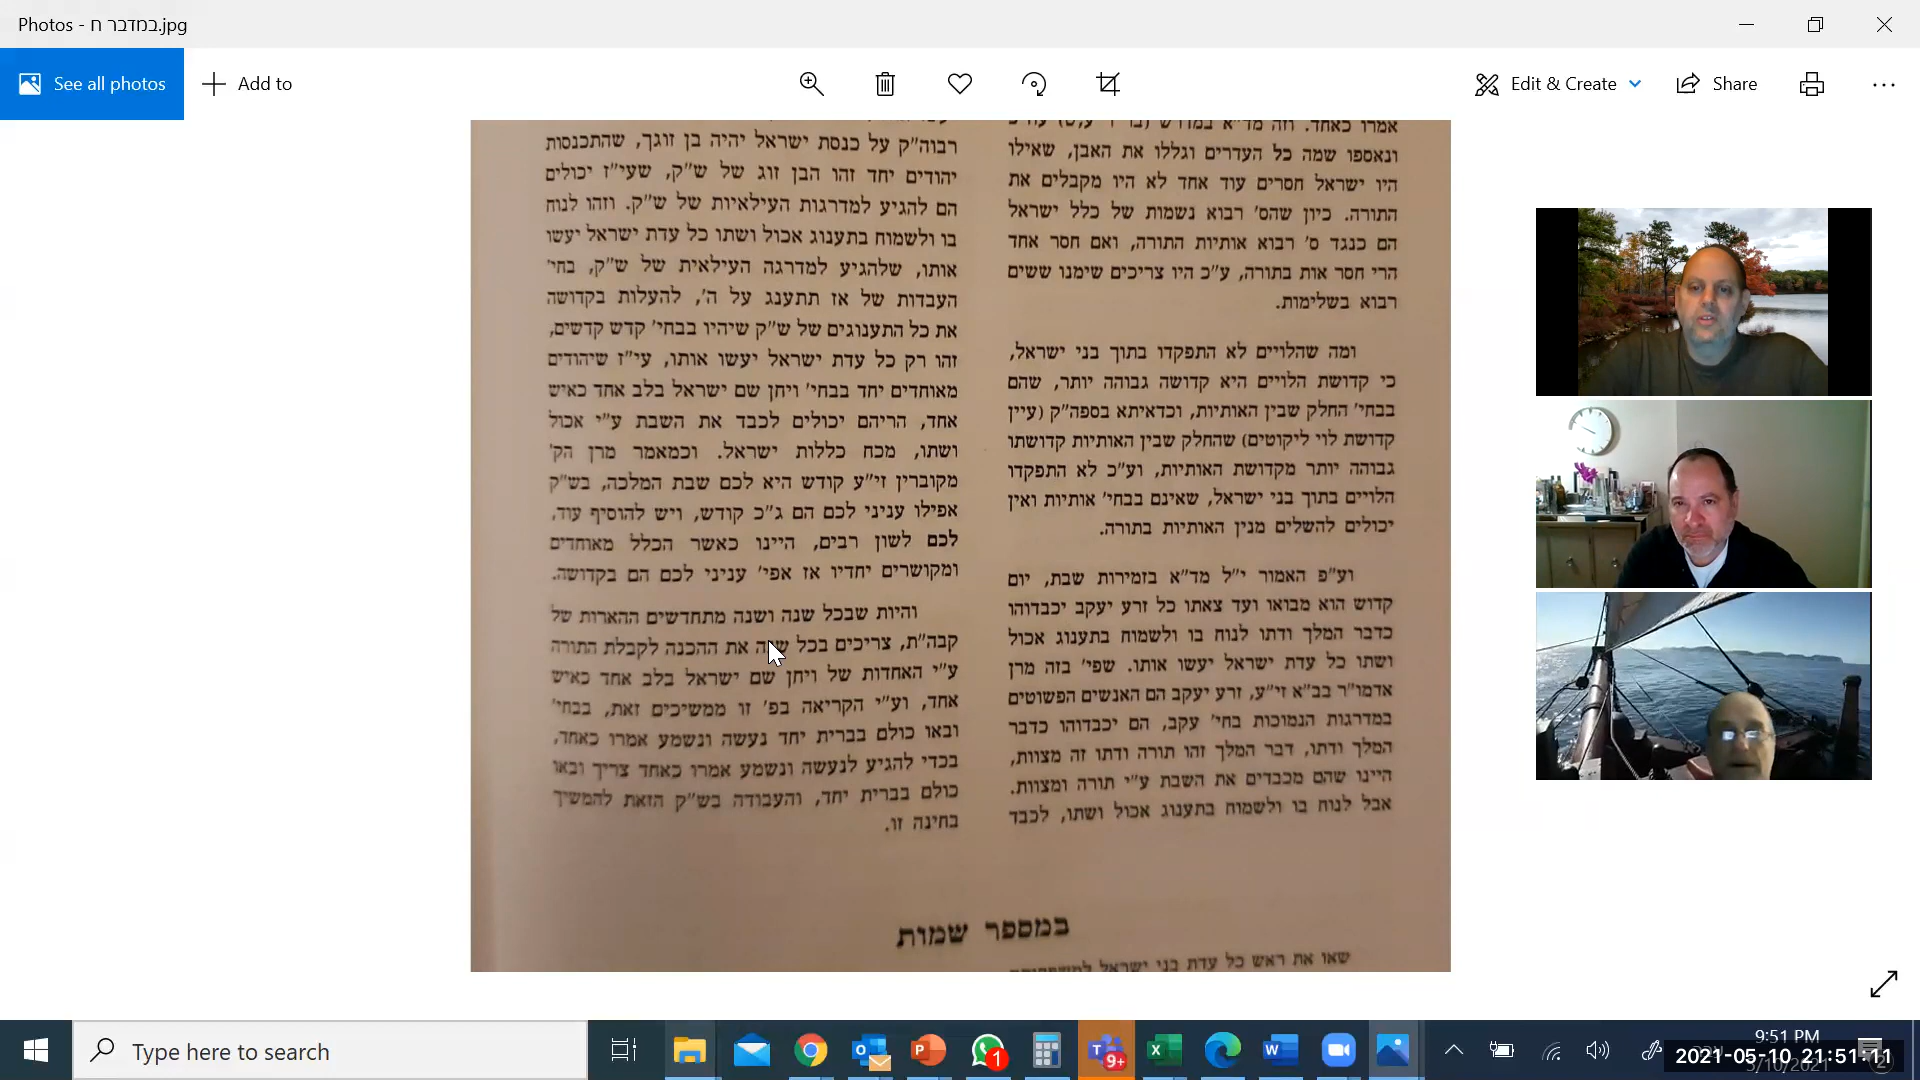 Photos - במדבר ח.jpg
See all photos
Add to
Edit & Create
Share
אמרו כאחד. וזה מד"א במדרש
ונאספו שמה כל העדרים וגללו את האבן, שאילו
היו ישראל חסרים עוד אחד לא היו מקבלים את
התורה. כיון שהס' רבוא נשמות של כלל ישראל
הם כנגד ס' רבוא אותיות התורה, ואם חסר אחד
הרי חסר אות בתורה, ע"כ היו צריכים שימנו ששים
רבוא בשלימות.
ומה שהלויים לא התפקדו בתוך בני ישראל,
כי קדושת הלויים היא קדושה גבוהה יותר, שהם
בבחי' החלק שבין האותיות, וכדאיתא בספה"ק (עיין
קדושת לוי ליקוטים) שהחלק שבין האותיות קדושתו
גבוהה יותר מקדושת האותיות, וע"כ לא התפקדו
הלויים בתוך בני ישראל, שאינם בבחי' אותיות ואין
יכולים להשלים מנין האותיות בתורה.
וע"פ האמור י"ל מד"א בזמירות שבת, יום
קדוש הוא מבואו ועד צאתו כל זרע יעקב יכבדוהו
כדבר המלך ודתו לנוח בו ולשמוח בתענוג אכול
ושתו כל עדת ישראל יעשו אותו. שפי' בזה מרן
אדמו"ר בב"א זי"ע, זרע יעקב הם האנשים הפשוטים
במדרגות הנמוכות בחי' עקב, הם יכבדוהו כדבר
המלך ודתו, דבר המלך זהו תורה ודתו זה מצוות,
היינו שהם מכבדים את השבת ע"י תורה ומצוות.
אבל לנוח בו ולשמוח בתענוג אכול ושתו, לכבד
רבוה"ק על כנסת ישראל יהיה בן זוגך, שהתכנסות
יהודים יחד זהו הבן זוג של ש"ק, שעי"ז יכולים
הם להגיע למדרגות העילאיות של ש"ק. וזהו לנוח
בו ולשמוח בתענוג אכול ושתו כל עדת ישראל יעשו
אותו, שלהגיע למדרגה העילאית של ש"ק, בחי'
העבדות של אז תתענג על ה', להעלות בקדושה
את כל התענוגים של ש"ק שיהיו בבחי' קדש קדשים,
זהו רק כל עדת ישראל יעשו אותו, עי"ז שיהודים
מאוחדים יחד בבחי' ויחן שם ישראל בלב אחד כאיש
אחד, הריהם יכולים לכבד את השבת ע"י אכול
ושתו, מכח כללות ישראל. וכמאמר מרן הק'
מקוברין זי"ע קודש היא לכם שבת המלכה, בש"ק
אפילו עניני לכם הם ג"כ קודש, ויש להוסיף עוד,
לכם לשון רבים, היינו כאשר הכלל מאוחדים
ומקושרים יחדיו אז אפי' עניני לכם הם בקדושה.
והיות שבכל שנה ושנה מתחדשים ההארות של
קבה"ת, צריכים בכל שנה את ההכנה לקבלת התורה
ע"י האחדות של ויחן שם ישראל בלב אחד כאיש
אחד, וע"י הקריאה בפ' זו ממשיכים זאת, בבחי'
ובאו כולם בברית יחד נעשה ונשמע אמרו כאחד,
בכדי להגיע לנעשה ונשמע אמרו כאחד צריך ובאו
כולם בברית יחד, והעבודה בש"ק הזאת להמשיך
בחינה זו.
במספר שמות
שאו את ראש כל עדת בני ישראל
Type here to search
1
9+
9:51 PM
2021-05-10 21:51:11